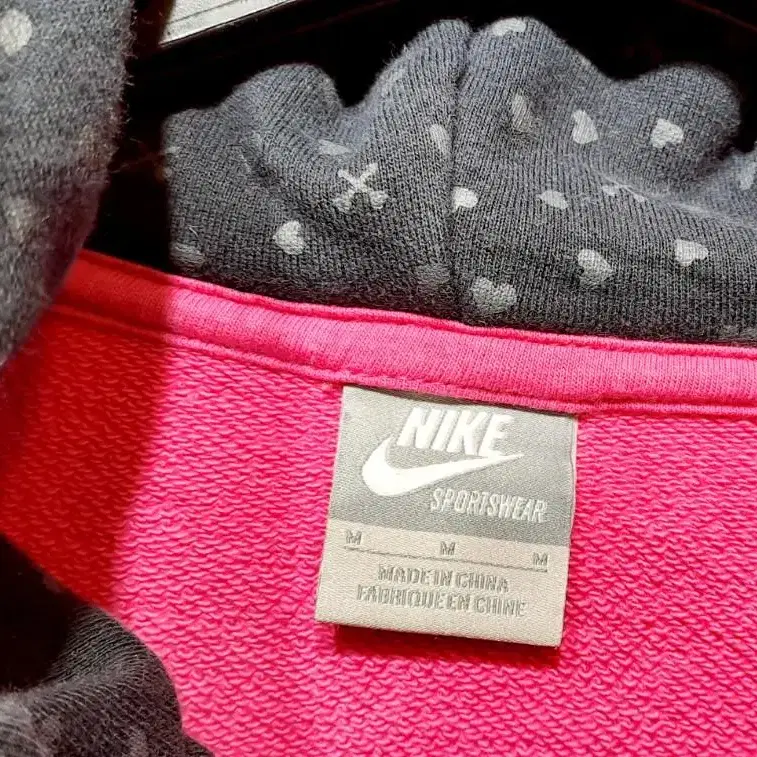 NIKE
SPORTSWEAR
M M M
MADE IN CHINA
FABRIQUE EN CHINE